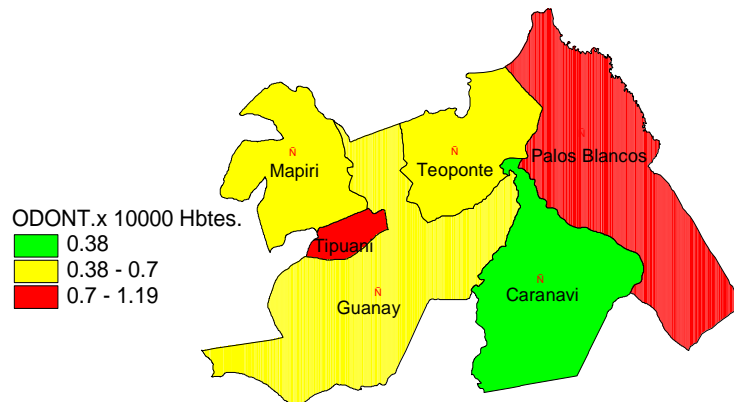 Ñ
Mapiri
Ñ
Teoponte
Ñ
Palos Blancos
ODONT.x 10000 Hbtes.
0.38
0.38 - 0.7
0.7 - 1.19
Tipuani
Ñ
Guanay
Ñ
Caranavi